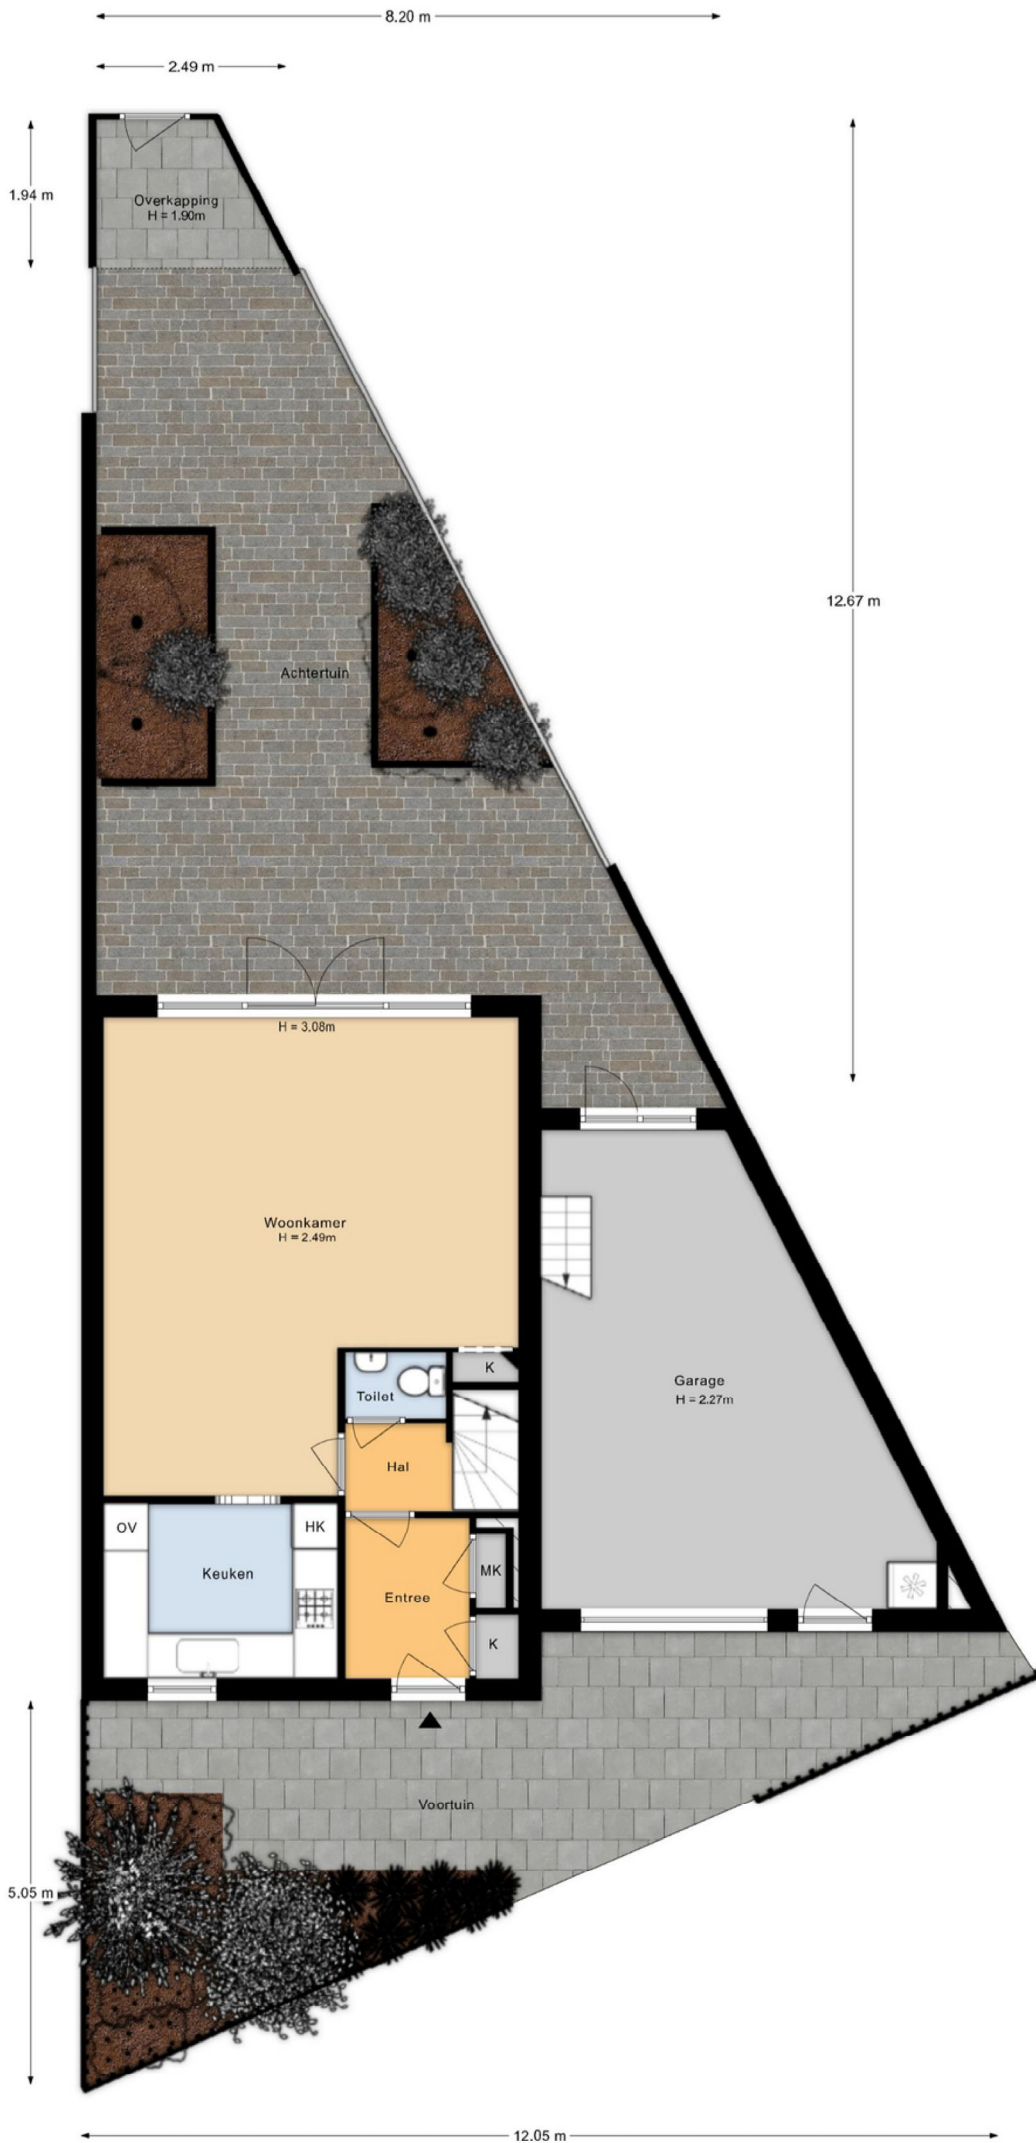 8.20 m
2.49 m
1.94 m
Overkapping
H = 1.90m
12.67 m
Achtertuin
H = 3.08m
Woonkamer
H = 2.49m
K
Garage
H = 2.27m
Toilet
Hal
OV
HK
Keuken
MK
Entree
K
Voortuin
5.05 m
12.05 m